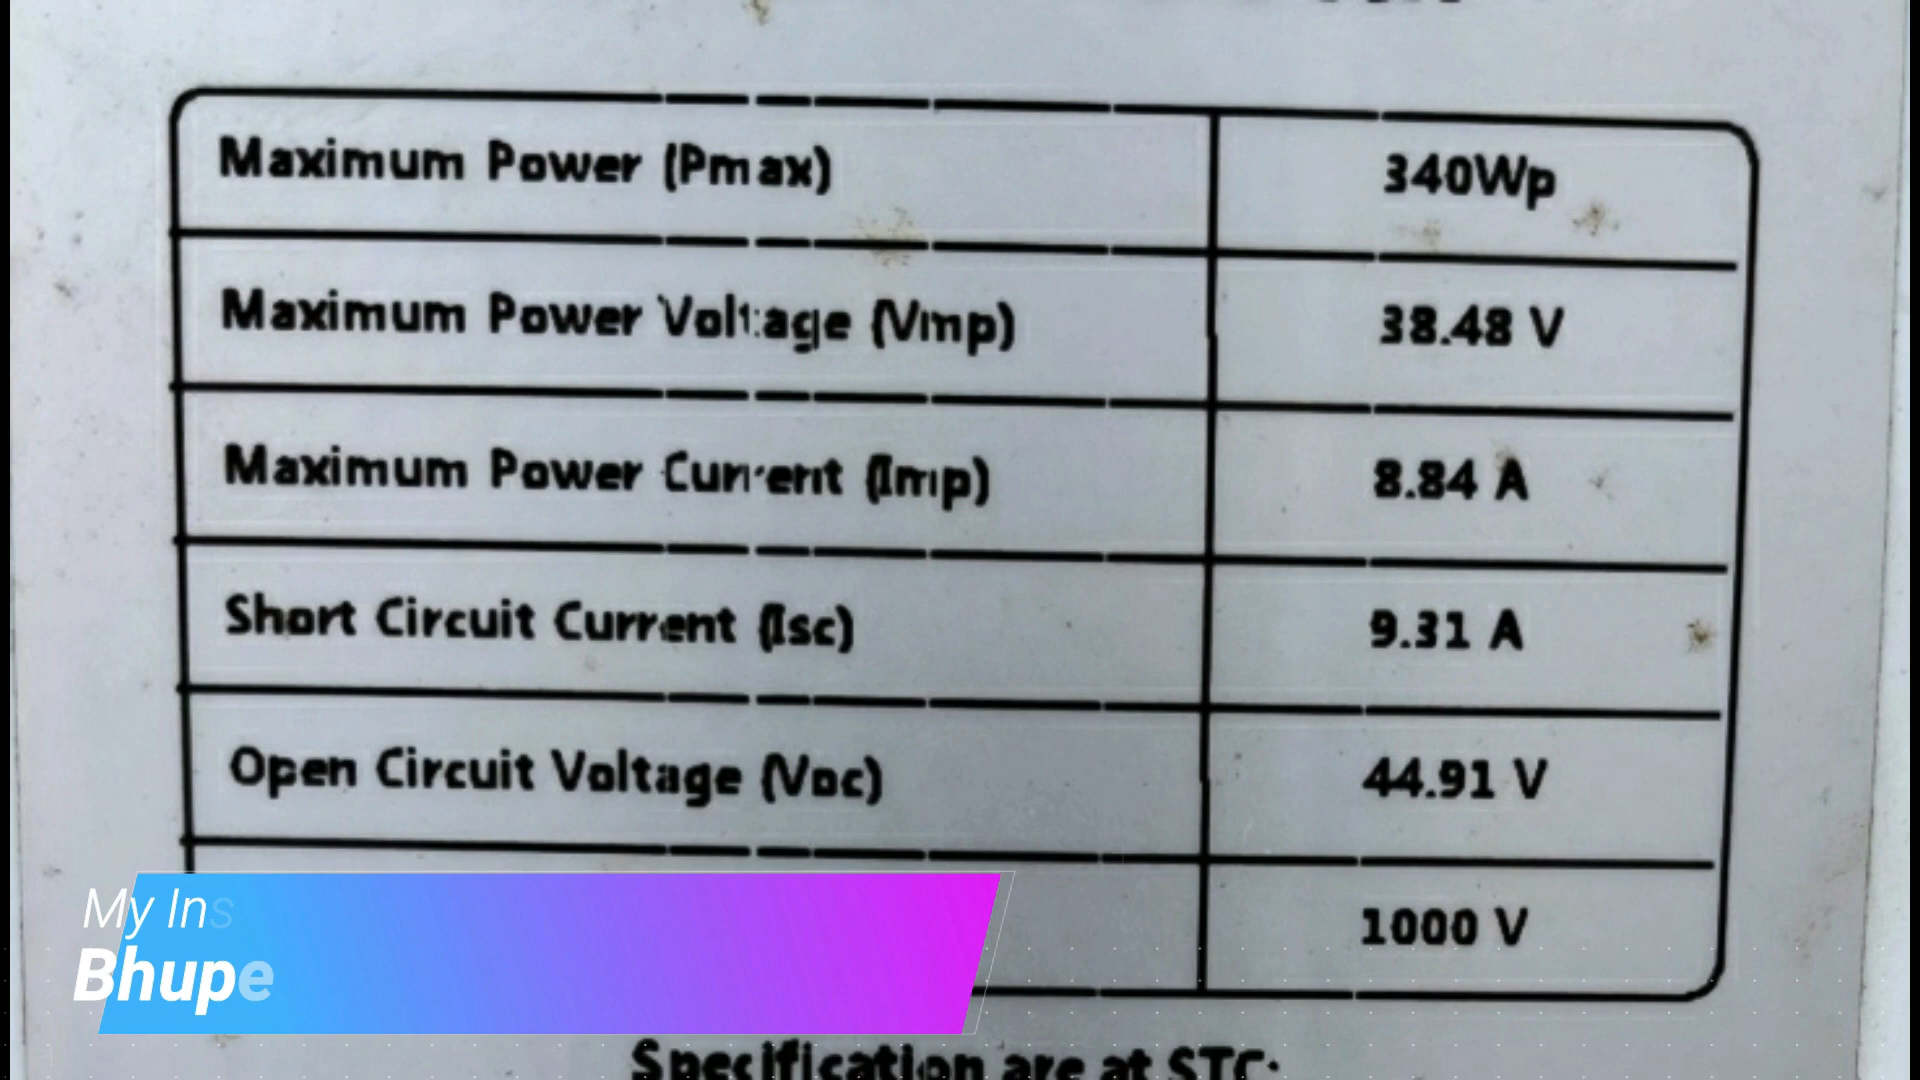 Maximum Power (Pmax) 340Wp
Maximum Power Voltage (Vmp) 38.48 V
Maximum Power Current (Imp) 8.84 A
Short Circuit Current (Isc) 9.31 A
Open Circuit Voltage (Voc) 44.91 V
1000 V
My Ins
Bhupe
Specification are at STC: